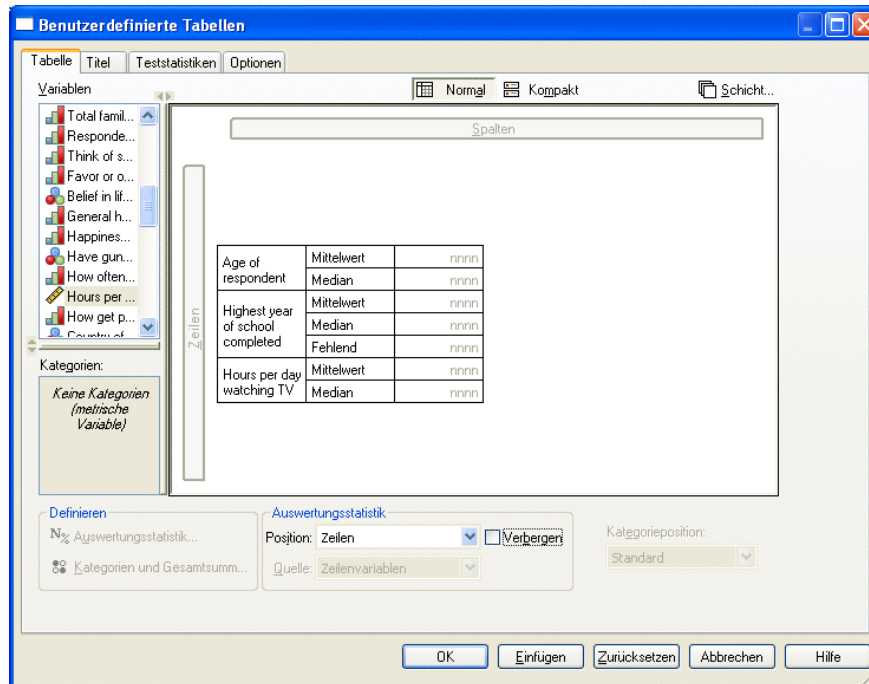 Benutzerdefinierte Tabellen
Tabelle Titel Teststatistiken Optionen
Variablen
Normal Kompakt Schicht...
Total famil...
Responde...
Think of s...
Favor or o...
Belief in lif...
General h...
Happines...
Have gun...
How often...
Hours per ...
How get p...
Country of
Kategorien:
Keine Kategorien
(metrische
Variable)
Spalten
Zeilen
Age of
respondent
Mittelwert nnnn
Median nnnn
Highest year
of school
completed
Mittelwert nnnn
Median nnnn
Fehlend nnnn
Hours per day
watching TV
Mittelwert nnnn
Median nnnn
Definieren
N% Auswertungsstatistik...
Kategorien und Gesamtsumm...
Auswertungsstatistik
Position: Zeilen Verbergen
Quelle: Zeilenvariablen
Kategorieposition:
Standard
OK Einfügen Zurücksetzen Abbrechen Hilfe